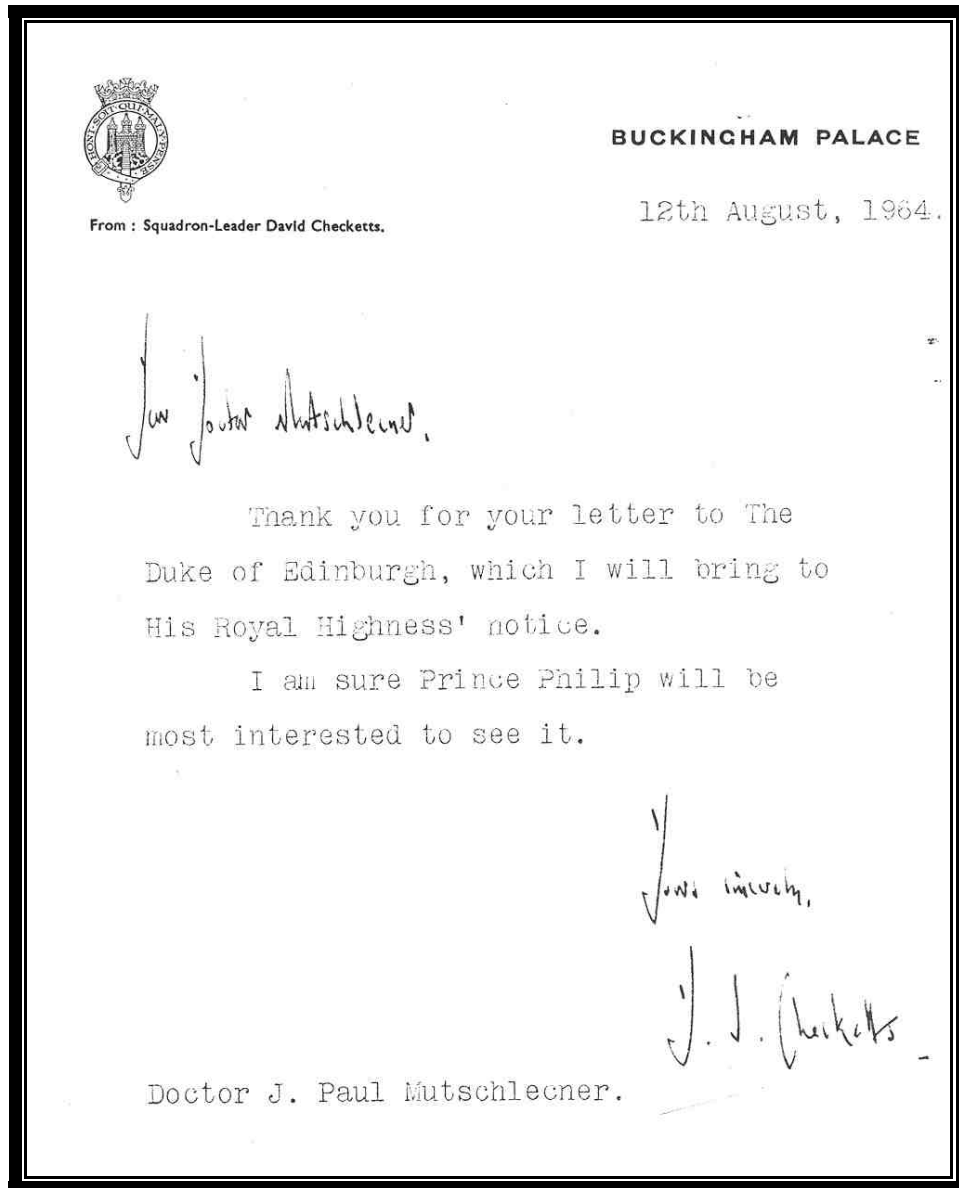 HONI·SOIT·QUI·MAL·Y·PENSE
BUCKINGHAM PALACE
12th August, 1964.
From : Squadron-Leader David Checketts.
Dear Doctor Mutschlecner,
Thank you for your letter to The
Duke of Edinburgh, which I will bring to
His Royal Highness' notice.
I am sure Prince Philip will be
most interested to see it.
Yours sincerely,
D. J. Checketts
Doctor J. Paul Mutschlecner.